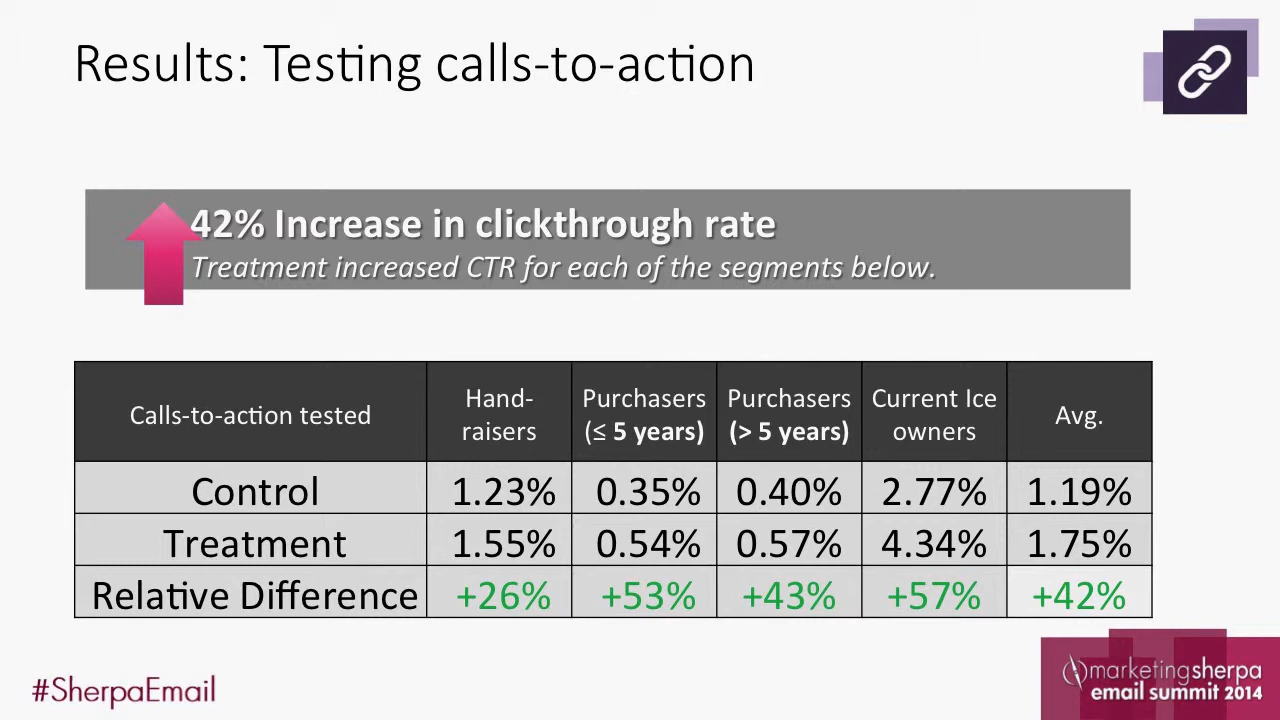 Results: Testing calls-to-action
42% Increase in clickthrough rate
Treatment increased CTR for each of the segments below.
Calls-to-action tested Hand-raisers Purchasers (≤ 5 years) Purchasers (> 5 years) Current Ice owners Avg.
Control 1.23% 0.35% 0.40% 2.77% 1.19%
Treatment 1.55% 0.54% 0.57% 4.34% 1.75%
Relative Difference +26% +53% +43% +57% +42%
#SherpaEmail
marketingsherpa
email summit 2014